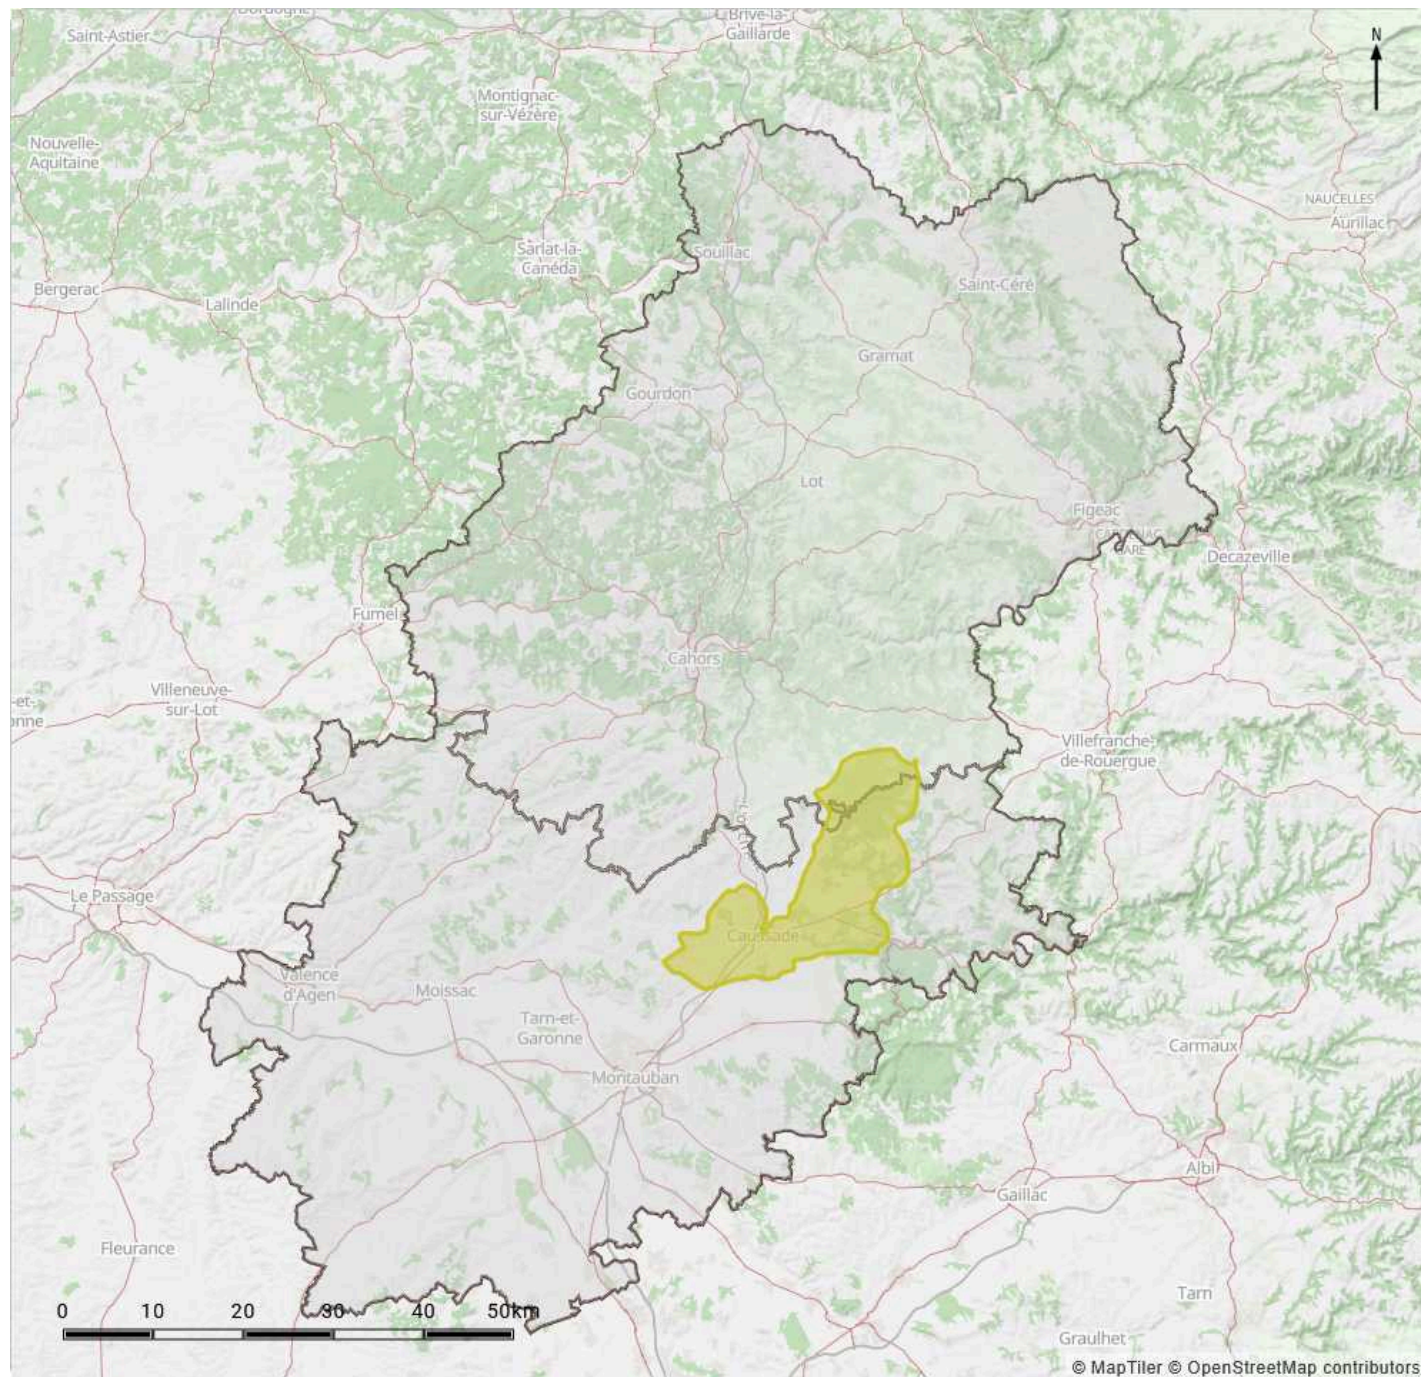 Dordogne
Brive-la-
Gaillarde
Saint-Astier
N
Montignac-
sur-Vézère
Nouvelle-
Aquitaine
NAUCELLES
Aurillac
Sarlat-la-
Canéda
Souillac
Bergerac
Lalinde
Saint-Céré
Gramat
Gourdon
Lot
Figeac
Decazeville
Fumel
Cahors
-et-
onne
Villeneuve-
sur-Lot
Villefranche-
de-Rouergue
Le Passage
Caussade
Valence
d'Agen
Moissac
Tarn-et-
Garonne
Carmaux
Montauban
Albi
Gaillac
Fleurance
Tarn
0 10 20 30 40 50km
Graulhet
© MapTiler © OpenStreetMap contributors